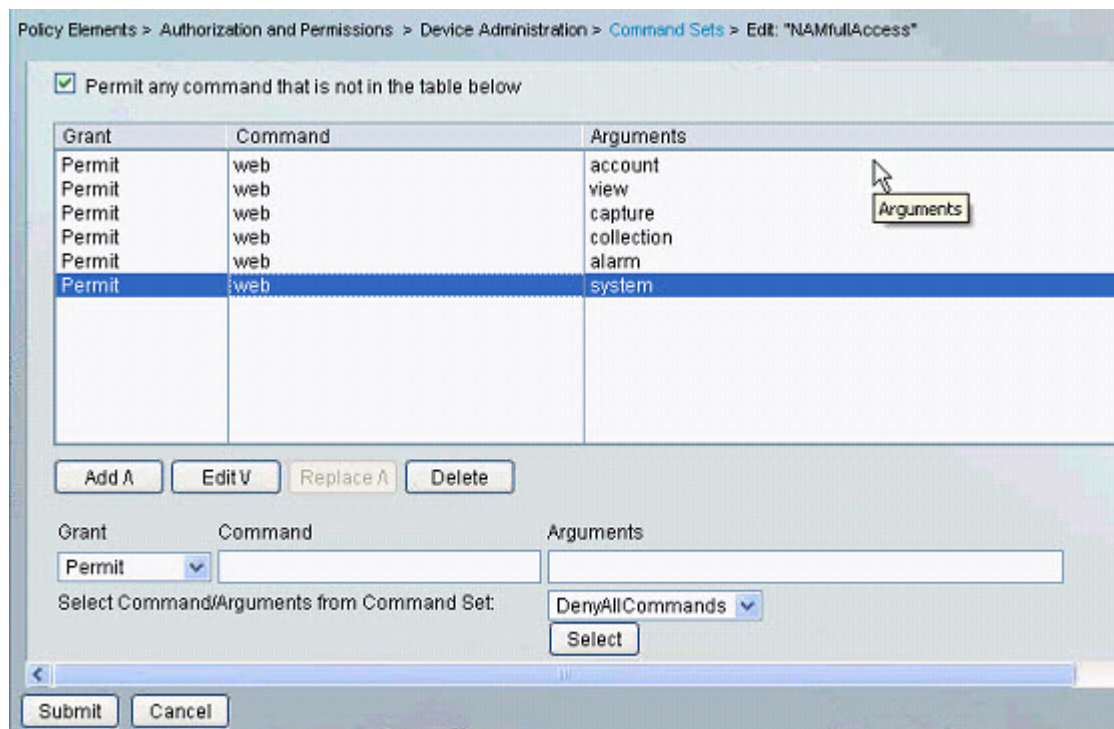 Policy Elements > Authorization and Permissions > Device Administration > Command Sets > Edit: "NAMfullAccess"
Permit any command that is not in the table below
Grant Command Arguments
Permit web account
Permit web view
Permit web capture
Permit web collection
Permit web alarm
Permit web system
Arguments
Add Λ Edit V Replace Λ Delete
Grant Command Arguments
Permit
Select Command/Arguments from Command Set: DenyAllCommands
Select
Submit Cancel